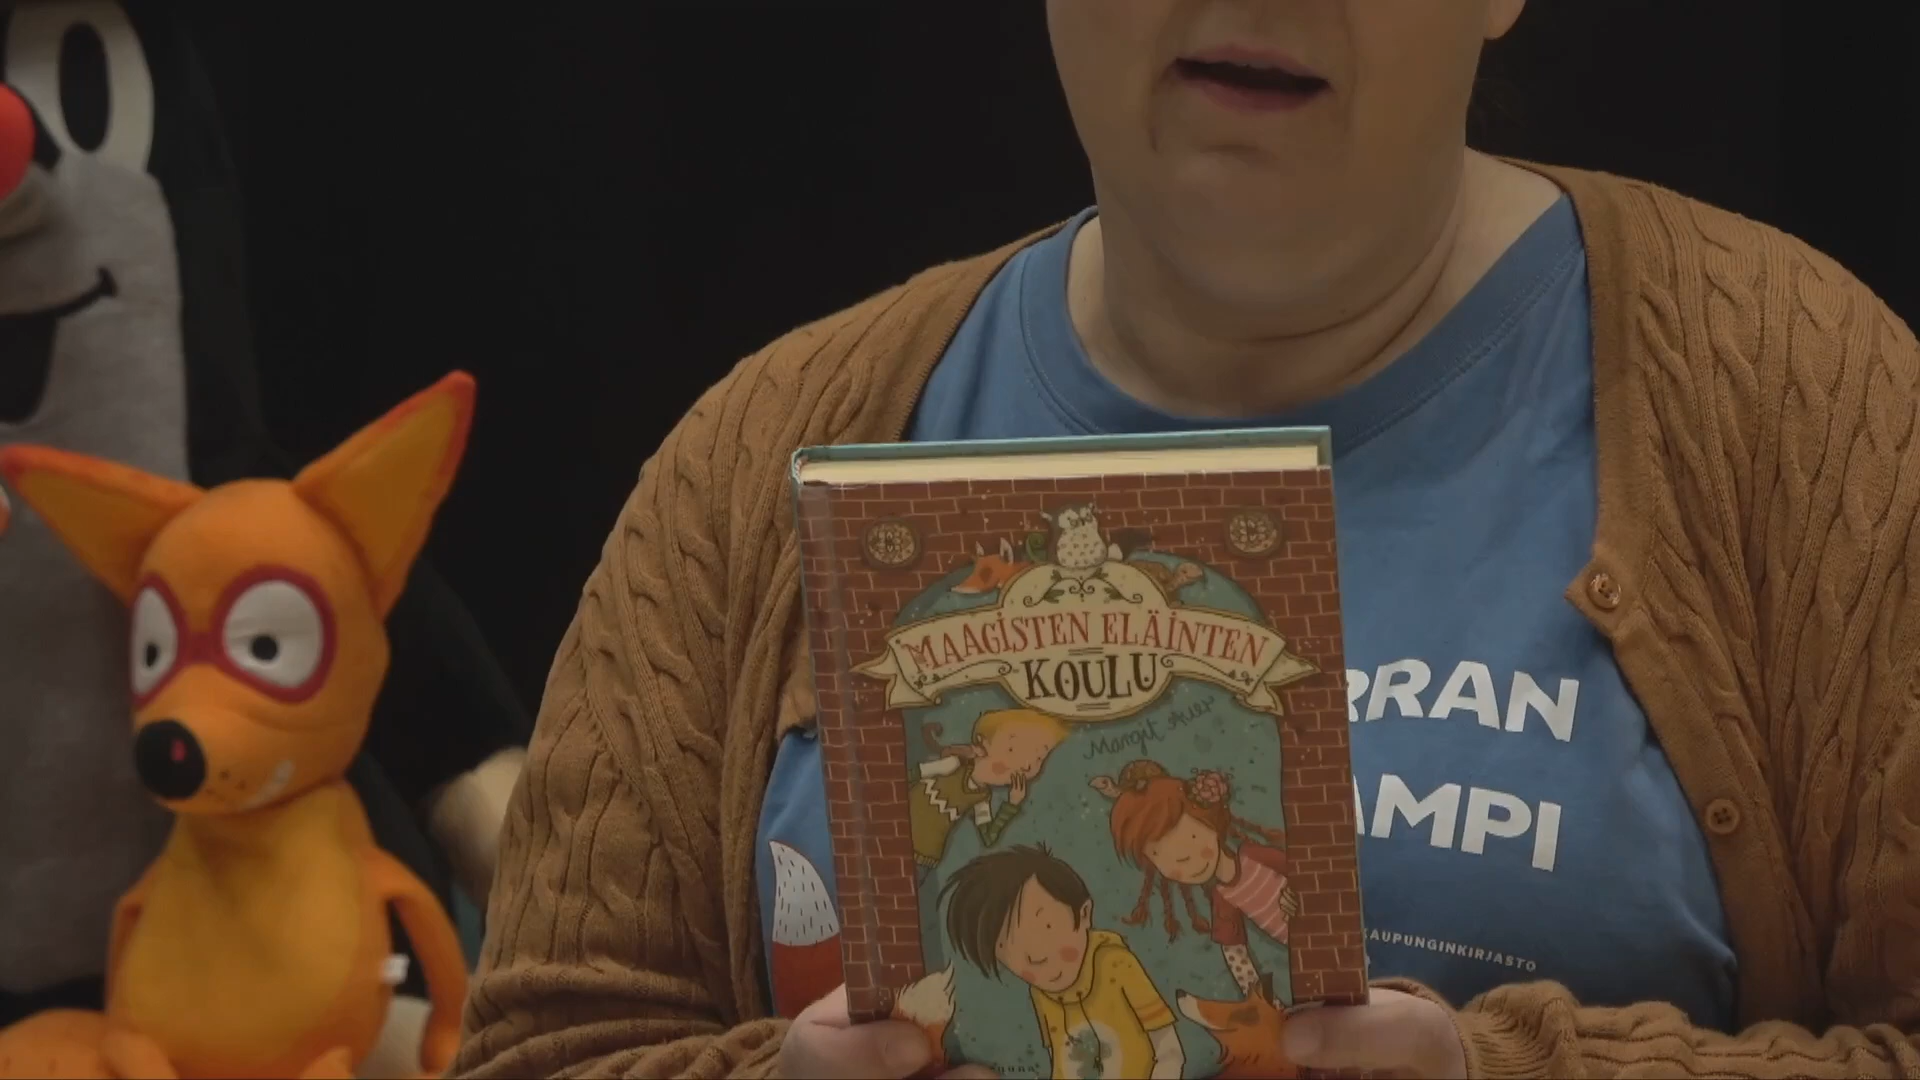 MAAGISTEN ELÄINTEN
KOULU
Margit Auer
RRAN
AMPI
KAUPUNGINKIRJASTO